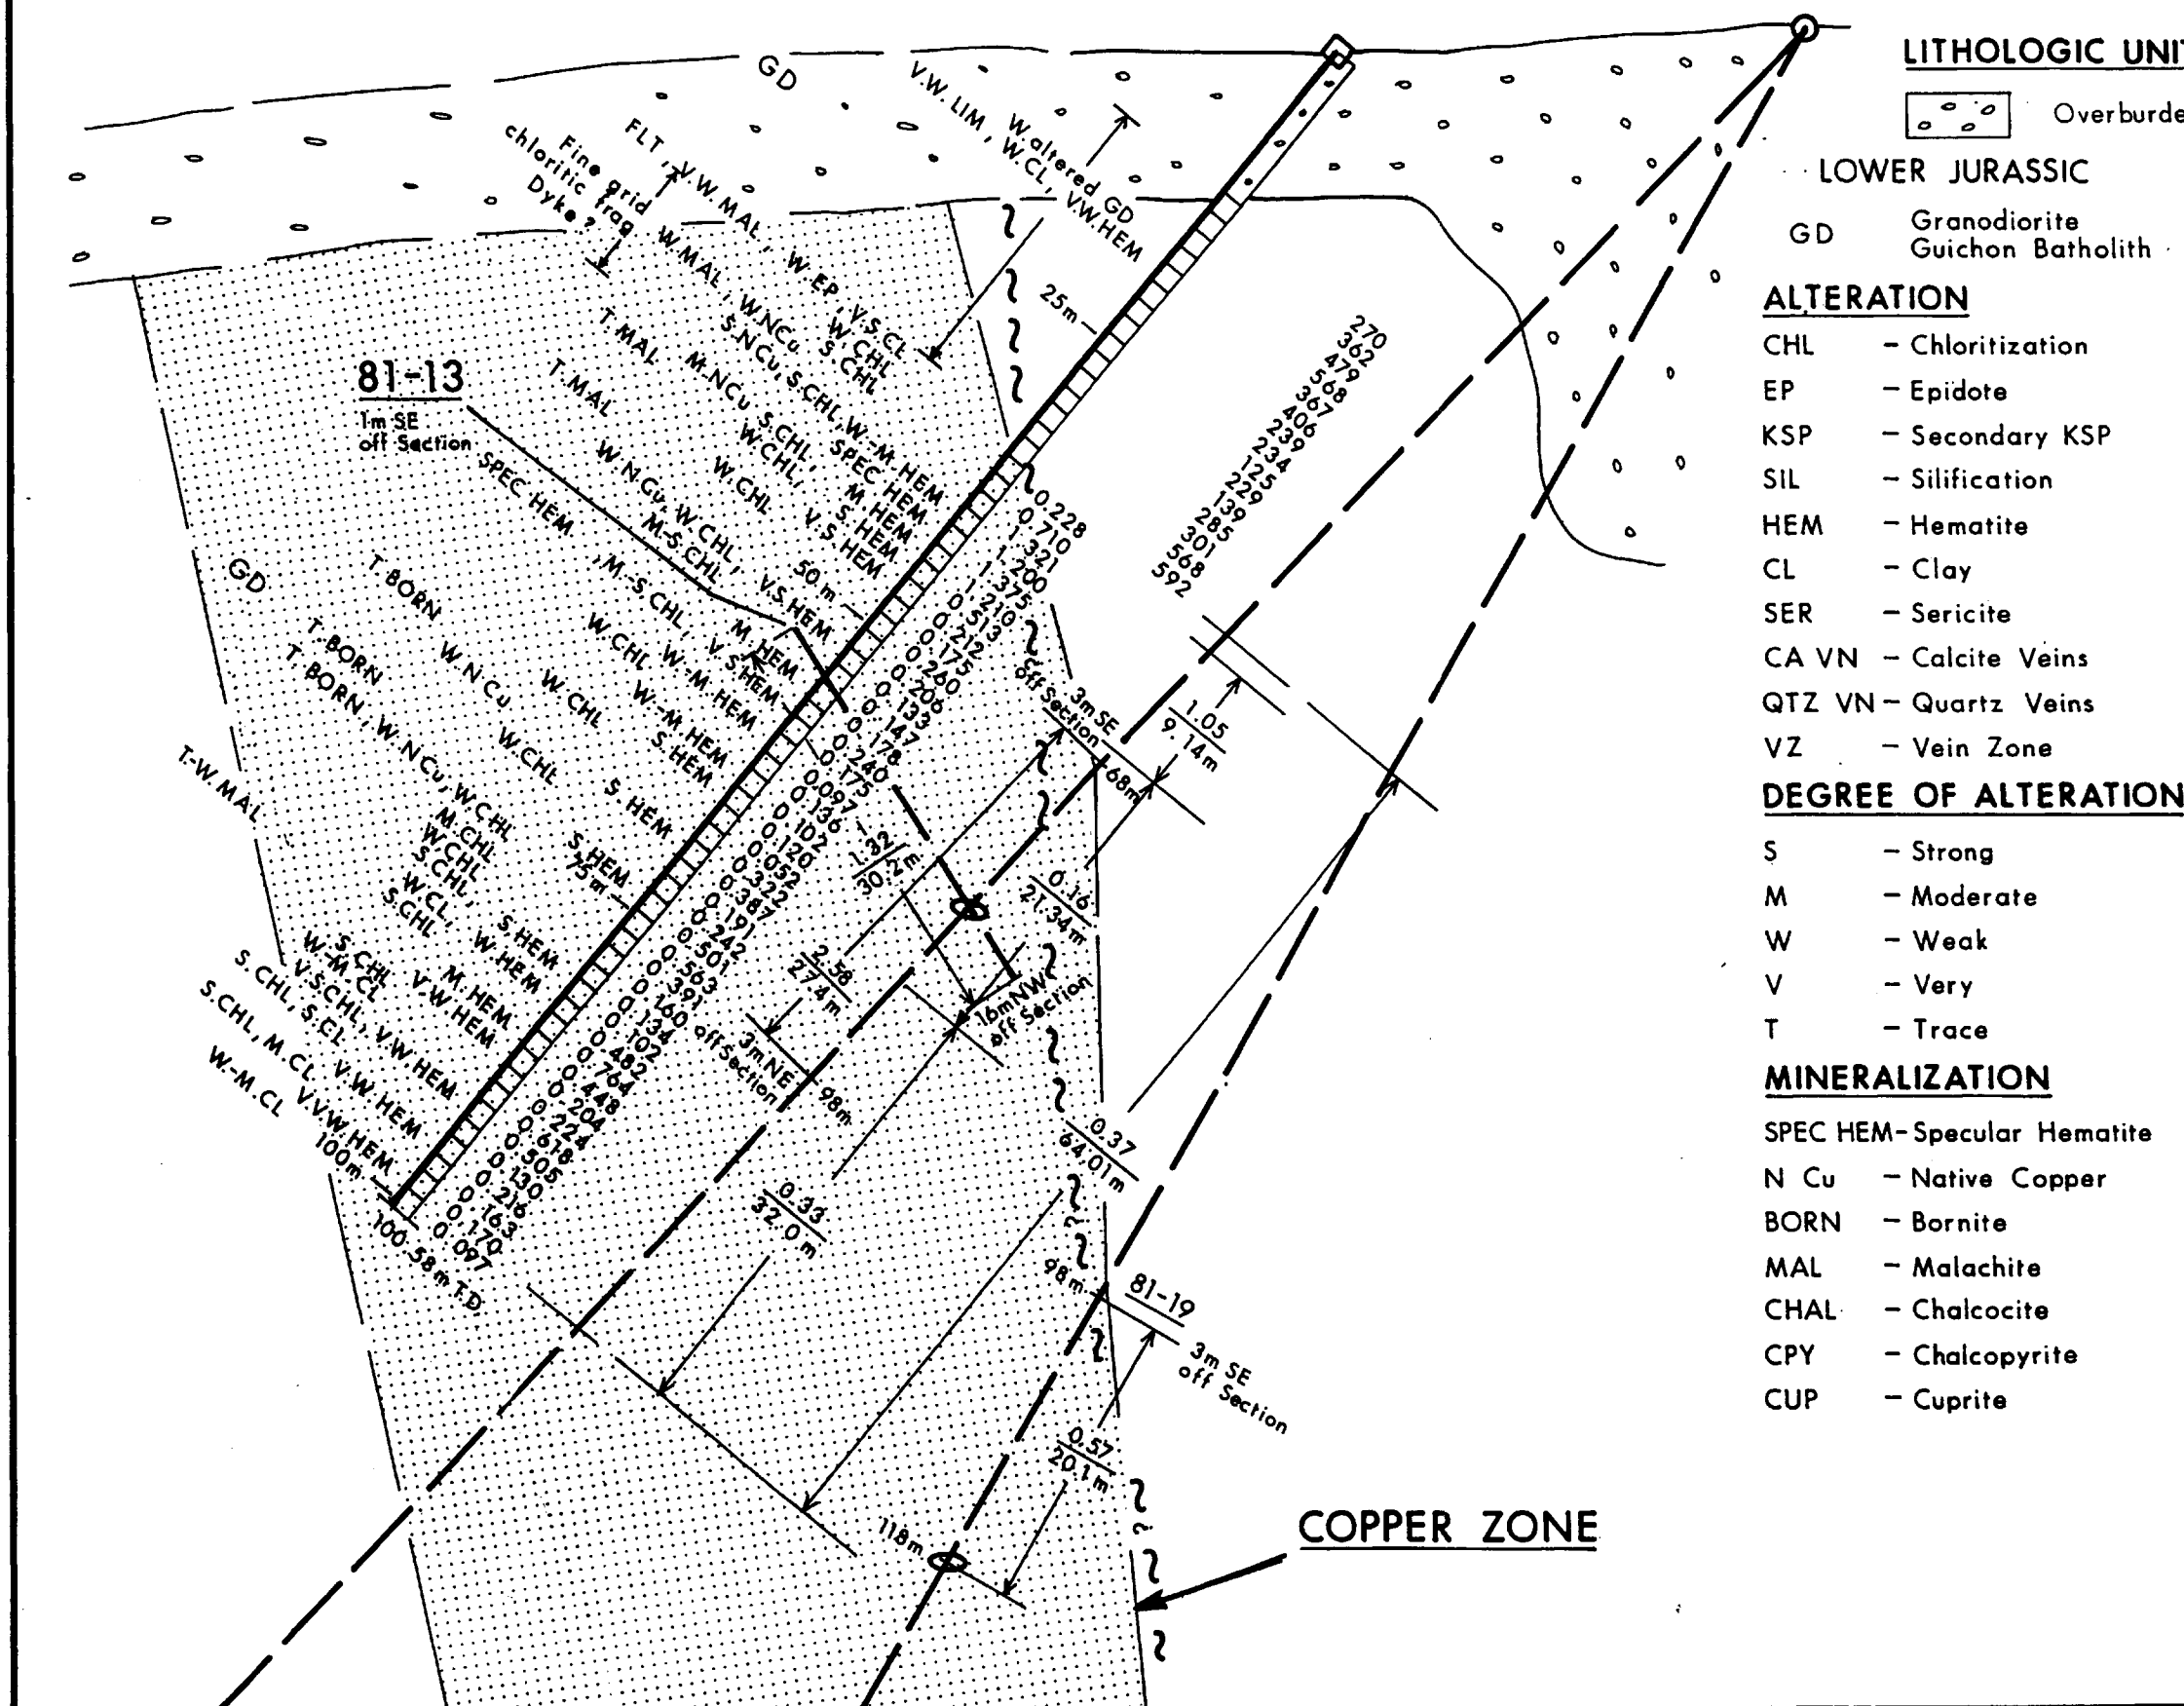 LITHOLOGIC UNIT
Overburde
LOWER JURASSIC
GD Granodiorite
Guichon Batholith
ALTERATION
CHL - Chloritization
EP - Epidote
KSP - Secondary KSP
SIL - Silification
HEM - Hematite
CL - Clay
SER - Sericite
CA VN - Calcite Veins
QTZ VN - Quartz Veins
VZ - Vein Zone
DEGREE OF ALTERATION
S - Strong
M - Moderate
W - Weak
V - Very
T - Trace
MINERALIZATION
SPEC HEM - Specular Hematite
N Cu - Native Copper
BORN - Bornite
MAL - Malachite
CHAL - Chalcocite
CPY - Chalcopyrite
CUP - Cuprite
GD
V.W. LIM, W.CL, V.W.HEM
W.altered GD
FLT, V.W. MAL, W.EP, V.S.CL
Fine grid
chloritic frag
Dyke ?
W.MAL, W.NCu
W.CHL
S.CHL
S.NCu, S.CHL, W.-M.HEM
T.MAL M.NCu S.CHL, SPEC HEM
M.HEM
W.CHL, S.HEM
T.MAL
W.CHL V.S.HEM
25m
81-13
1m SE
off Section
W.N.Cu, W.CHL, V.S.HEM
M-S.CHL
50m
SPEC HEM, M.-S.CHL, V.S.HEM
M.HEM
W.CHL W.-M.HEM
W.-M.HEM
GD
T.BORN W.N Cu W.CHL S.HEM
T.BORN W.CHL S.HEM
T.BORN, W.NCu, W.CHL S.HEM
75m
M.CHL
W.CHL
S.CHL, S.HEM
W.CL, W.HEM
S.CHL
T.-W.MAL
M.HEM
S.CHL V.W.HEM
W.-M.CL
V.S.CHL, V.W.HEM
S.CHL, S.CL V.W.HEM
S.CHL, M.CL V.V.W.HEM
W.-M.CL
100m
100.58m T.D.
0.228
0.710
1.321
1.200
1.375
1.210
0.513
0.212
0.175
0.260
0.206
0.133
0.147
0.178
0.240
0.175
0.097
0.136
0.102
0.120
0.052
0.322
0.387
0.191
0.242
0.501
0.563
0.391
0.160
0.134
0.102
0.482
0.764
0.448
0.204
0.224
0.618
0.505
0.130
0.216
0.163
0.170
0.097
270
362
479
568
367
406
239
234
125
229
139
285
301
568
592
3m SE
off Section
68m
1.05
9.14m
1.32
0.16
21.34m
2.58
27.4m
16m NW
off Section
3m NE
off Section
98m
0.33
32.0 m
0.37
64.01m
98m
81-19
3m SE
off Section
0.57
20.1m
118m
COPPER ZONE